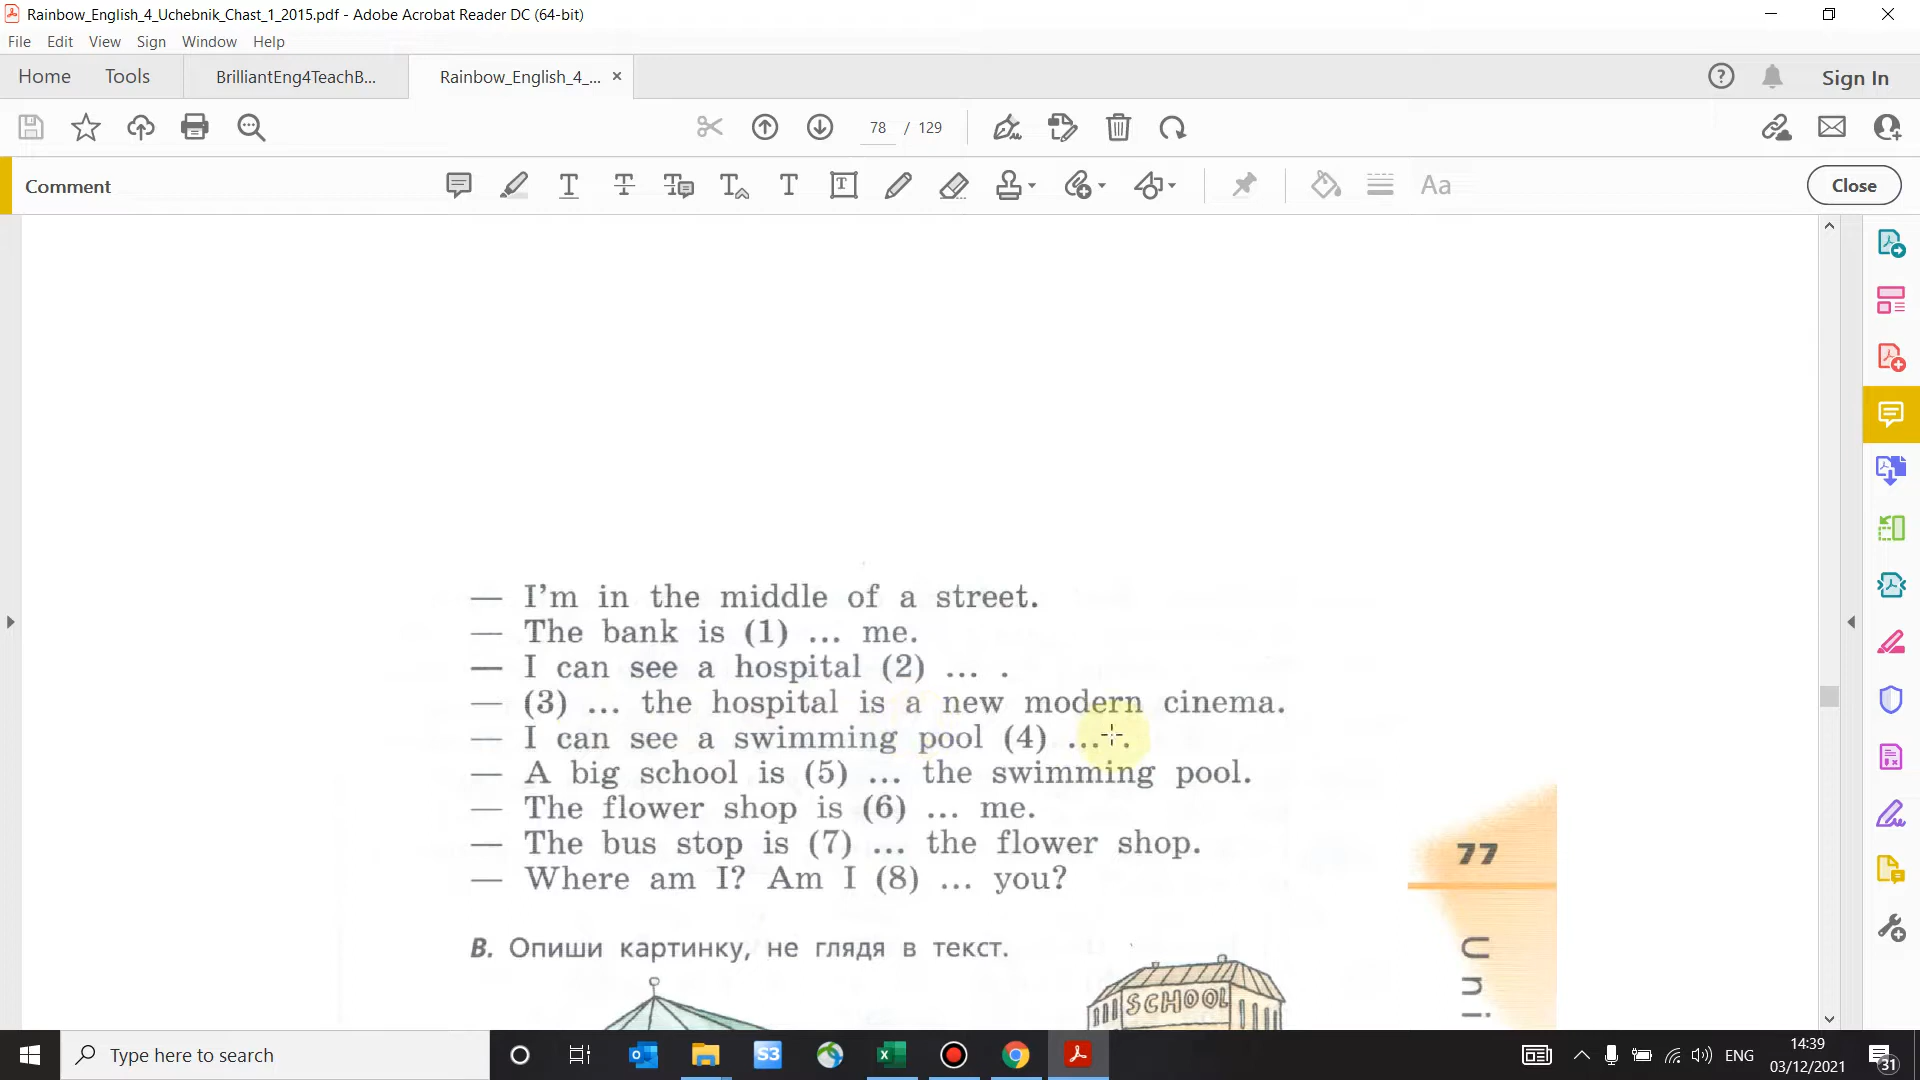 Rainbow_English_4_Uchebnik_Chast_1_2015.pdf - Adobe Acrobat Reader DC (64-bit)
File Edit View Sign Window Help
Home Tools BrilliantEng4TeachB... Rainbow_English_4_... × Sign In
78 / 129
Comment Aa Close
— I'm in the middle of a street.
— The bank is (1) ... me.
— I can see a hospital (2) ... .
— (3) ... the hospital is a new modern cinema.
— I can see a swimming pool (4) ... .
— A big school is (5) ... the swimming pool.
— The flower shop is (6) ... me.
— The bus stop is (7) ... the flower shop.
— Where am I? Am I (8) ... you?
77
Uni
B. Опиши картинку, не глядя в текст.
SCHOOL
Type here to search
ENG
14:39
03/12/2021
31